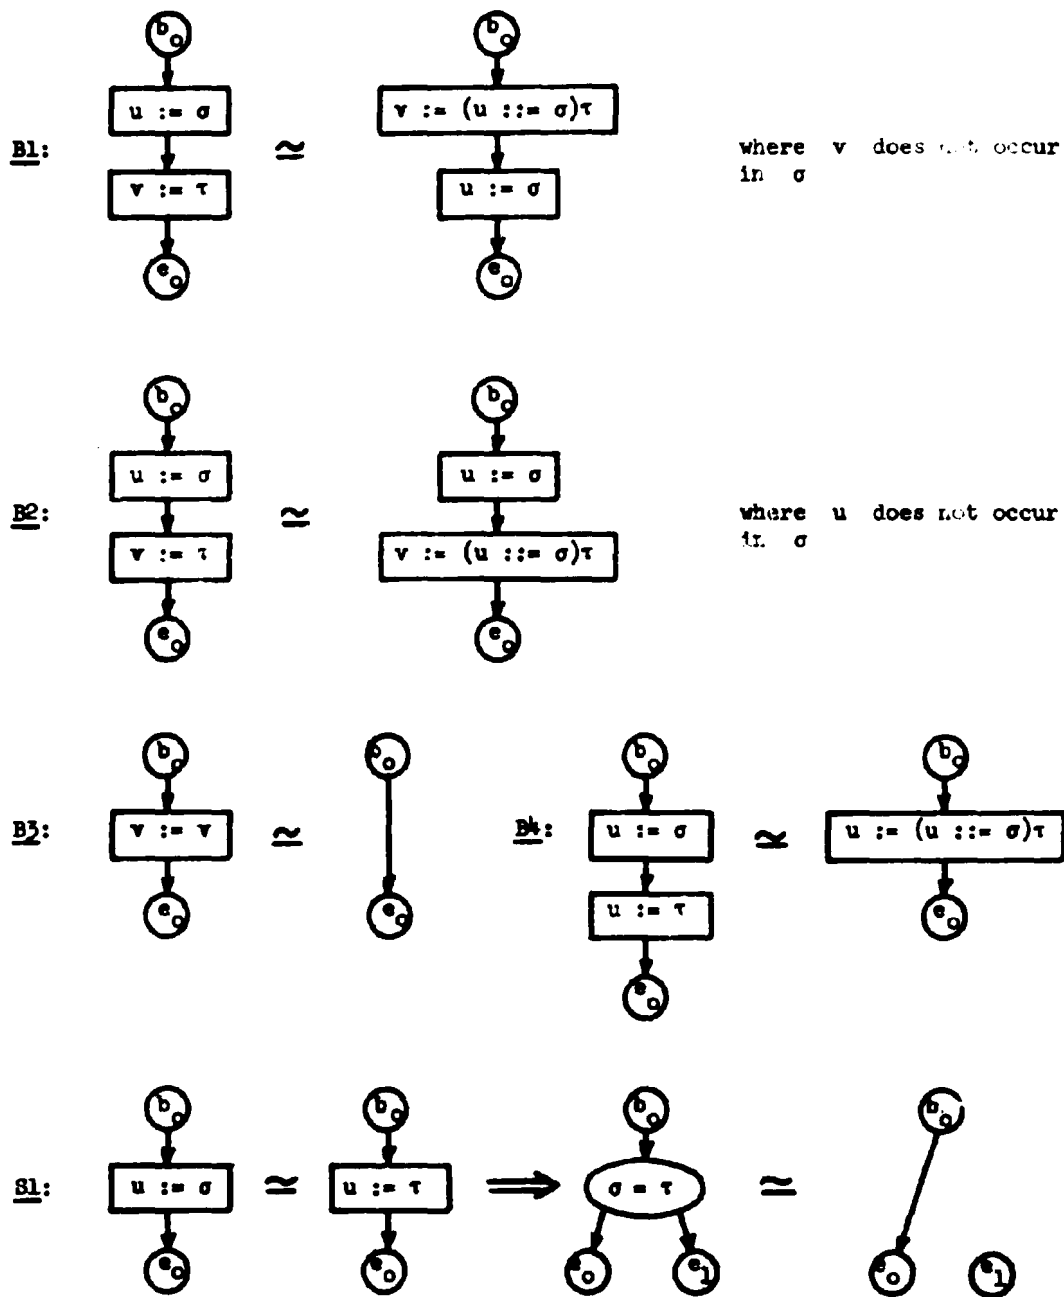 b₀ b₀
u := σ v := (u ::= σ)τ
B1: ≅ where v does not occur
v := τ u := σ in σ
e₀ e₀
b₀ b₀
u := σ u := σ
B2: ≅ where u does not occur
v := τ v := (u ::= σ)τ in σ
e₀ e₀
b₀ b₀ b₀ b₀
B3: v := v ≅ B4: u := σ ≅ u := (u ::= σ)τ
e₀ e₀ u := τ e₀
e₀
b₀ b₀ b₀ b₀
S1: u := σ ≅ u := τ ⟹ σ = τ ≅
e₀ e₀ e₀ e₁ e₀ e₁